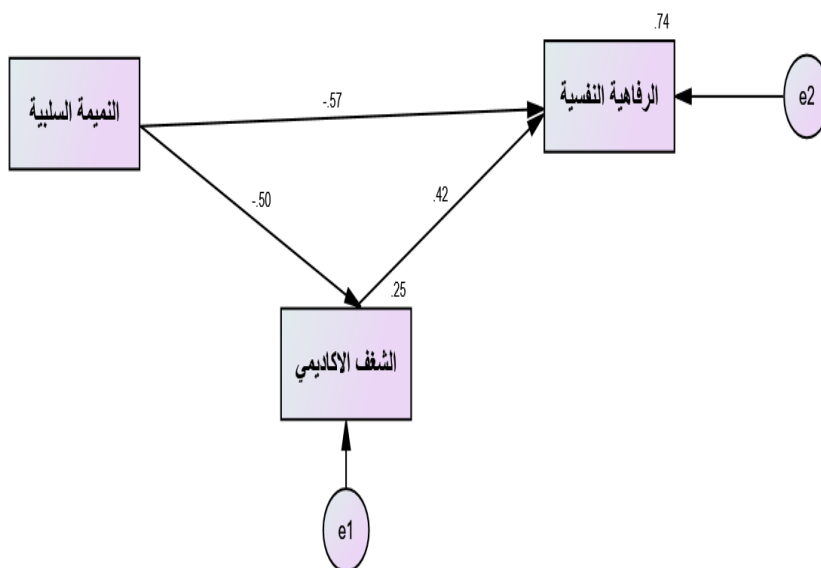 .74
النميمة السلبية
-.57
الرفاهية النفسية
e2
-.50
.42
.25
الشغف الاكاديمي
e1